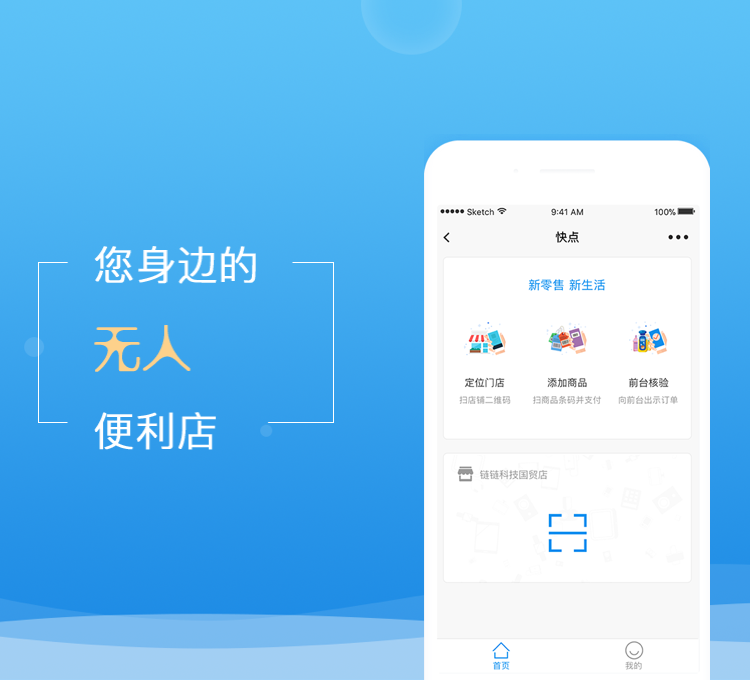 您身边的
无人
便利店
●●●●● Sketch 9:41 AM 100%
快点
新零售 新生活
定位门店 添加商品 前台核验
扫店铺二维码 扫商品条码并支付 向前台出示订单
链链科技国贸店
首页 我的